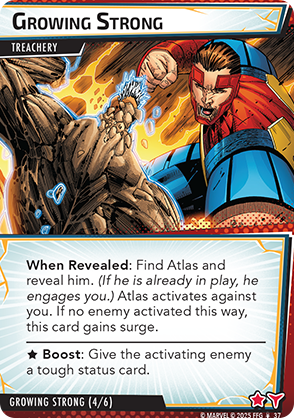 GROWING STRONG
TREACHERY
When Revealed: Find Atlas and
reveal him. (If he is already in play, he
engages you.) Atlas activates against
you. If no enemy activated this way,
this card gains surge.
★ Boost: Give the activating enemy
a tough status card.
GROWING STRONG (4/6)
© MARVEL © 2025 FFG 37